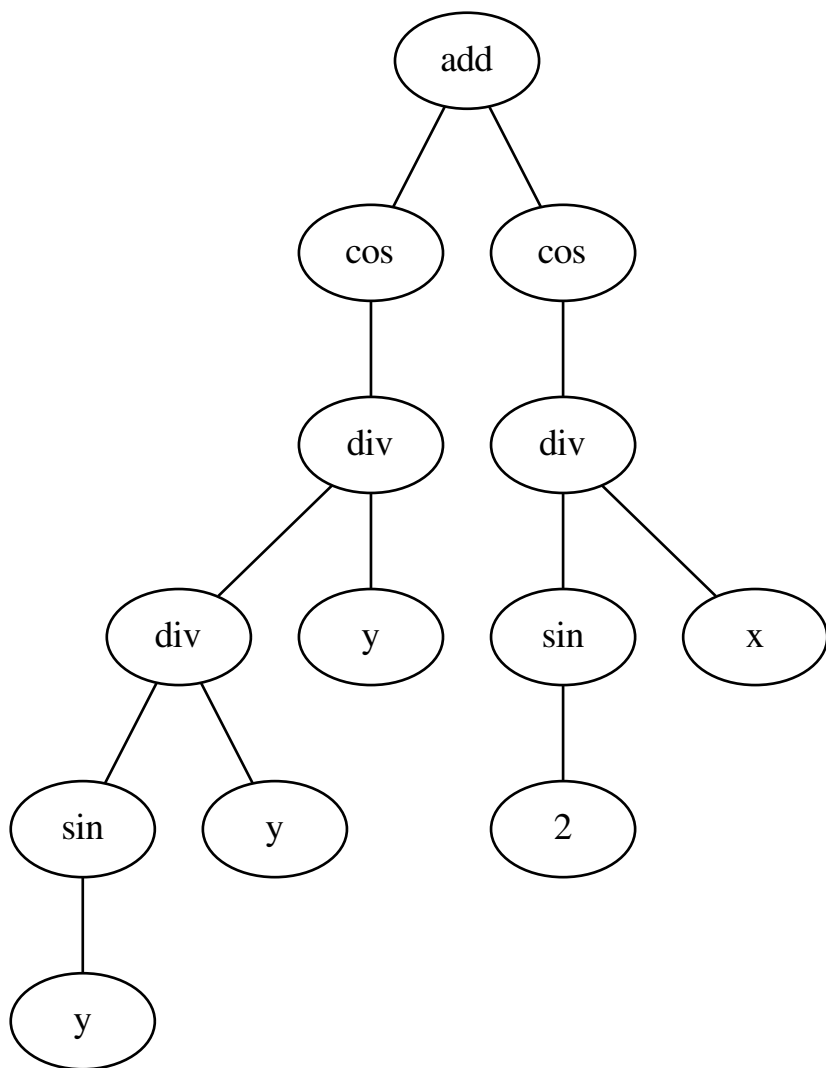 add
cos cos
div div
div y sin x
sin y 2
y